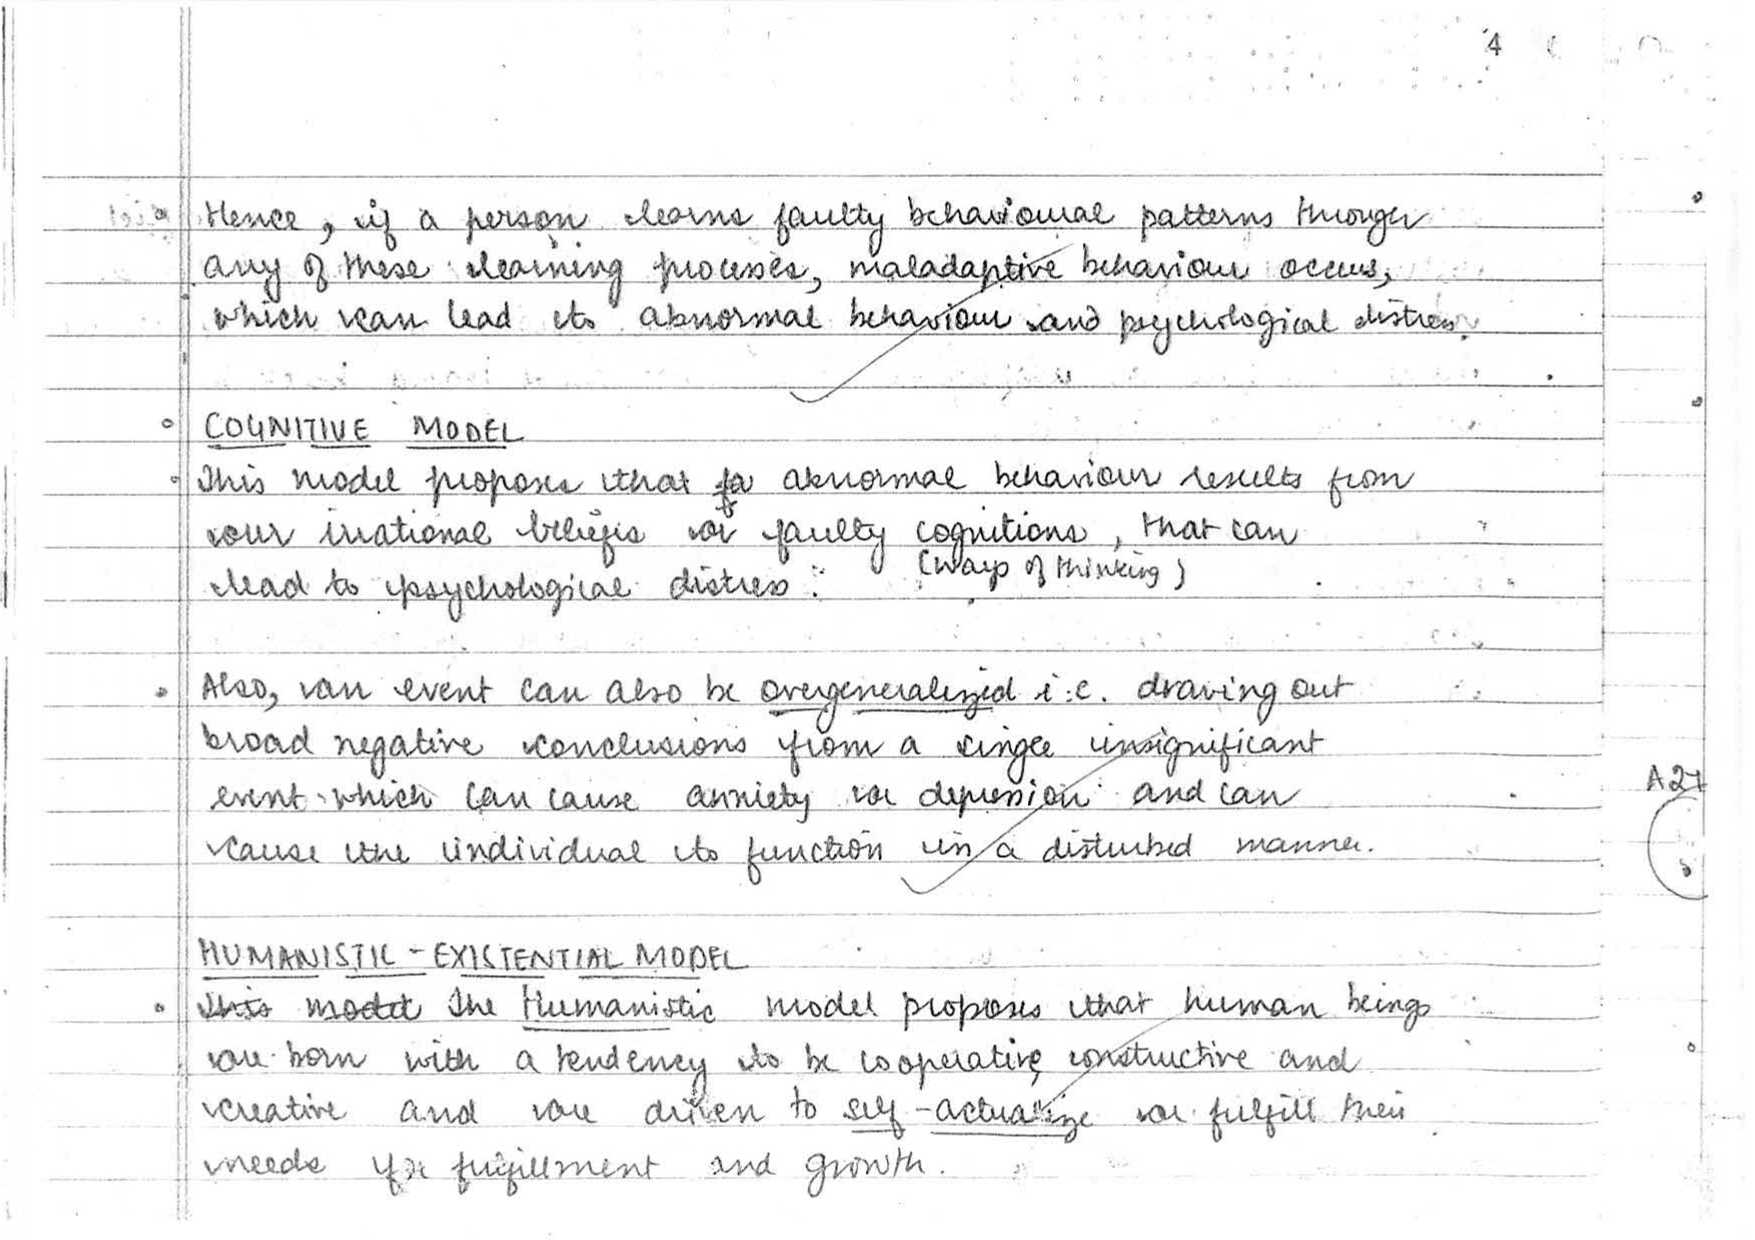 4
Hence, if a person learns faulty behavioural patterns through
any of these learning processes, maladaptive behaviour occurs,
which can lead to abnormal behaviour and psychological distress.
COGNITIVE MODEL
This model proposes that fa abnormal behaviour results from
our irrational beliefs or faulty cognitions, that can
(ways of thinking)
lead to psychological distress.
Also, an event can also be overgeneralized i.e. drawing out
broad negative conclusions from a single insignificant
event which can cause anxiety or depression and can
A27
cause the individual to function in a disturbed manner.
HUMANISTIC - EXISTENTIAL MODEL
This model The Humanistic model proposes that human beings
are born with a tendency to be cooperative, constructive and
creative and are driven to self-actualize or fulfill their
needs for fulfillment and growth.